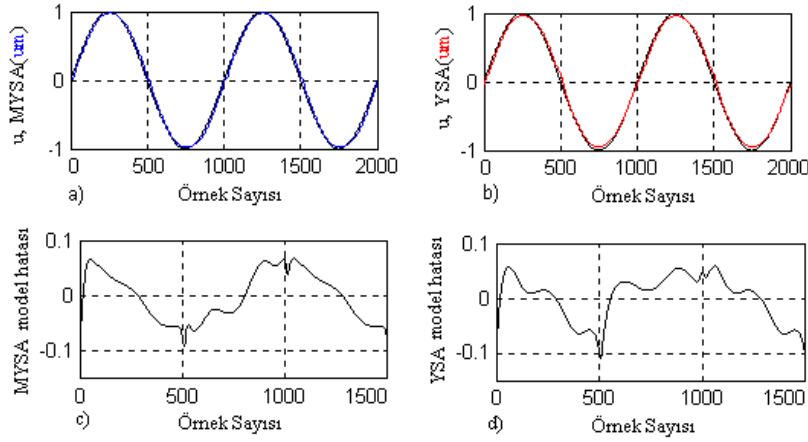 u, MYSA(um)
1
0
-1
0
500
1000
1500
2000
a)
Örnek Sayısı
u, YSA(um)
1
0
-1
0
500
1000
1500
2000
b)
Örnek Sayısı
MYSA model hatası
0.1
0
-0.1
0
500
1000
1500
c)
Örnek Sayısı
YSA model hatası
0.1
0
-0.1
0
500
1000
1500
d)
Örnek Sayısı